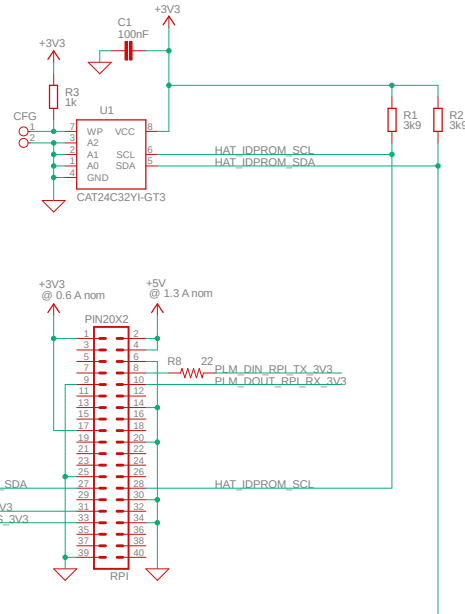 +3V3
C1
100nF
+3V3
R3
1k
R1
3k9
R2
3k9
CFG
1
2
U1
7 WP VCC 8
3 A2
2 A1 SCL 6 HAT_IDPROM_SCL
1 A0 SDA 5 HAT_IDPROM_SDA
4 GND
CAT24C32YI-GT3
+3V3
@ 0.6 A nom
+5V
@ 1.3 A nom
PIN20X2
1 2
3 4
5 6
R8 22
7 8 PLM_DIN_RPI_TX_3V3
9 10 PLM_DOUT_RPI_RX_3V3
11 12
13 14
15 16
17 18
19 20
21 22
23 24
25 26
_SDA 27 28 HAT_IDPROM_SCL
29 30
V3 31 32
S_3V3 33 34
35 36
37 38
39 40
RPI